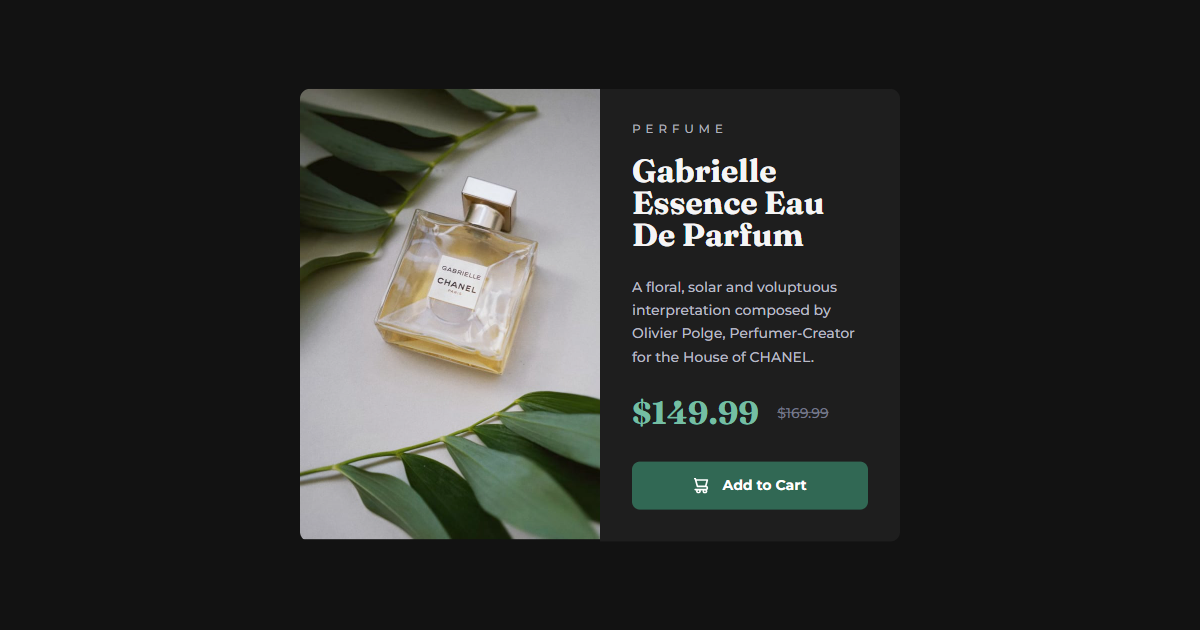 GABRIELLE
CHANEL
PARIS
PERFUME
Gabrielle
Essence Eau
De Parfum
A floral, solar and voluptuous
interpretation composed by
Olivier Polge, Perfumer-Creator
for the House of CHANEL.
$149.99 $169.99
Add to Cart